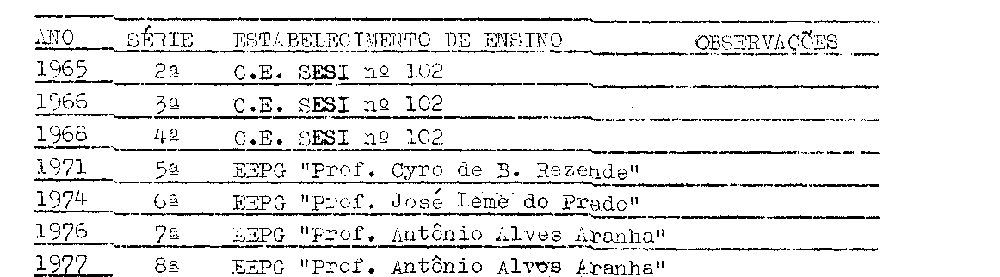 ANO SÉRIE ESTABELECIMENTO DE ENSINO OBSERVAÇÕES
1965 2ª C.E. SESI nº 102
1966 3ª C.E. SESI nº 102
1968 4ª C.E. SESI nº 102
1971 5ª EEPG "Prof. Cyro de B. Rezende"
1974 6ª EEPG "Prof. José Leme do Prado"
1976 7ª EEPG "Prof. Antônio Alves Aranha"
1977 8ª EEPG "Prof. Antônio Alves Aranha"